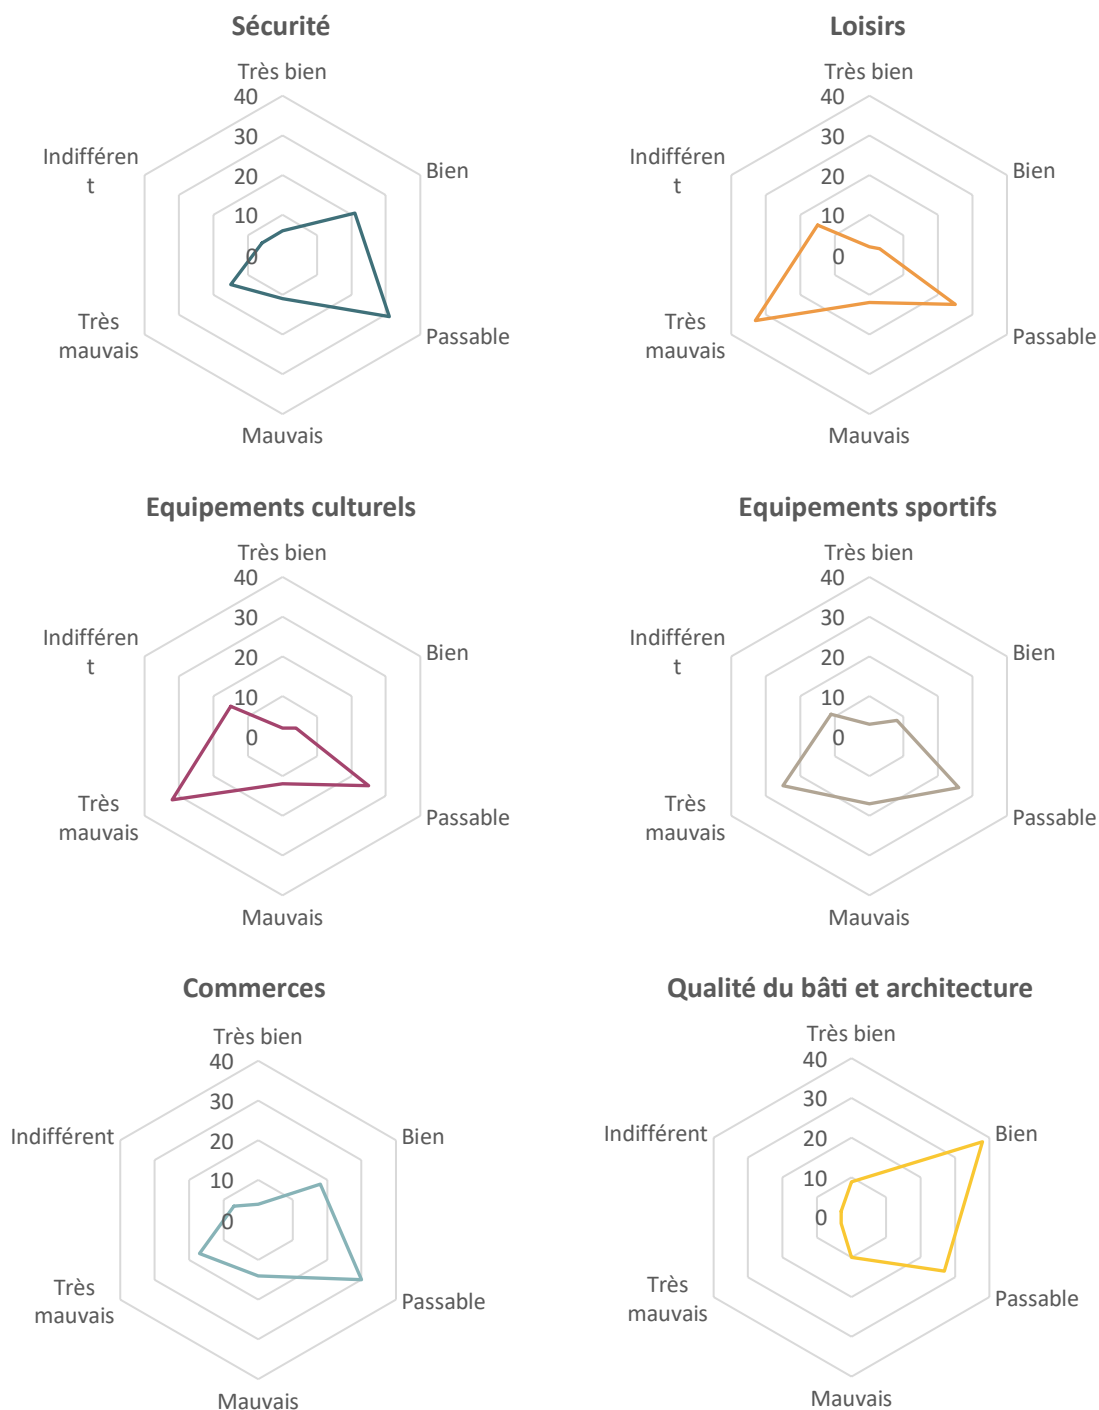 Sécurité
Très bien
40
30
20
10
0
Indifféren
t
Bien
Très
mauvais
Passable
Mauvais
Loisirs
Très bien
40
30
20
10
0
Indifféren
t
Bien
Très
mauvais
Passable
Mauvais
Equipements culturels
Très bien
40
30
20
10
0
Indifféren
t
Bien
Très
mauvais
Passable
Mauvais
Equipements sportifs
Très bien
40
30
20
10
0
Indifféren
t
Bien
Très
mauvais
Passable
Mauvais
Commerces
Très bien
40
30
20
10
0
Indifférent
Bien
Très
mauvais
Passable
Mauvais
Qualité du bâti et architecture
Très bien
40
30
20
10
0
Indifférent
Bien
Très
mauvais
Passable
Mauvais